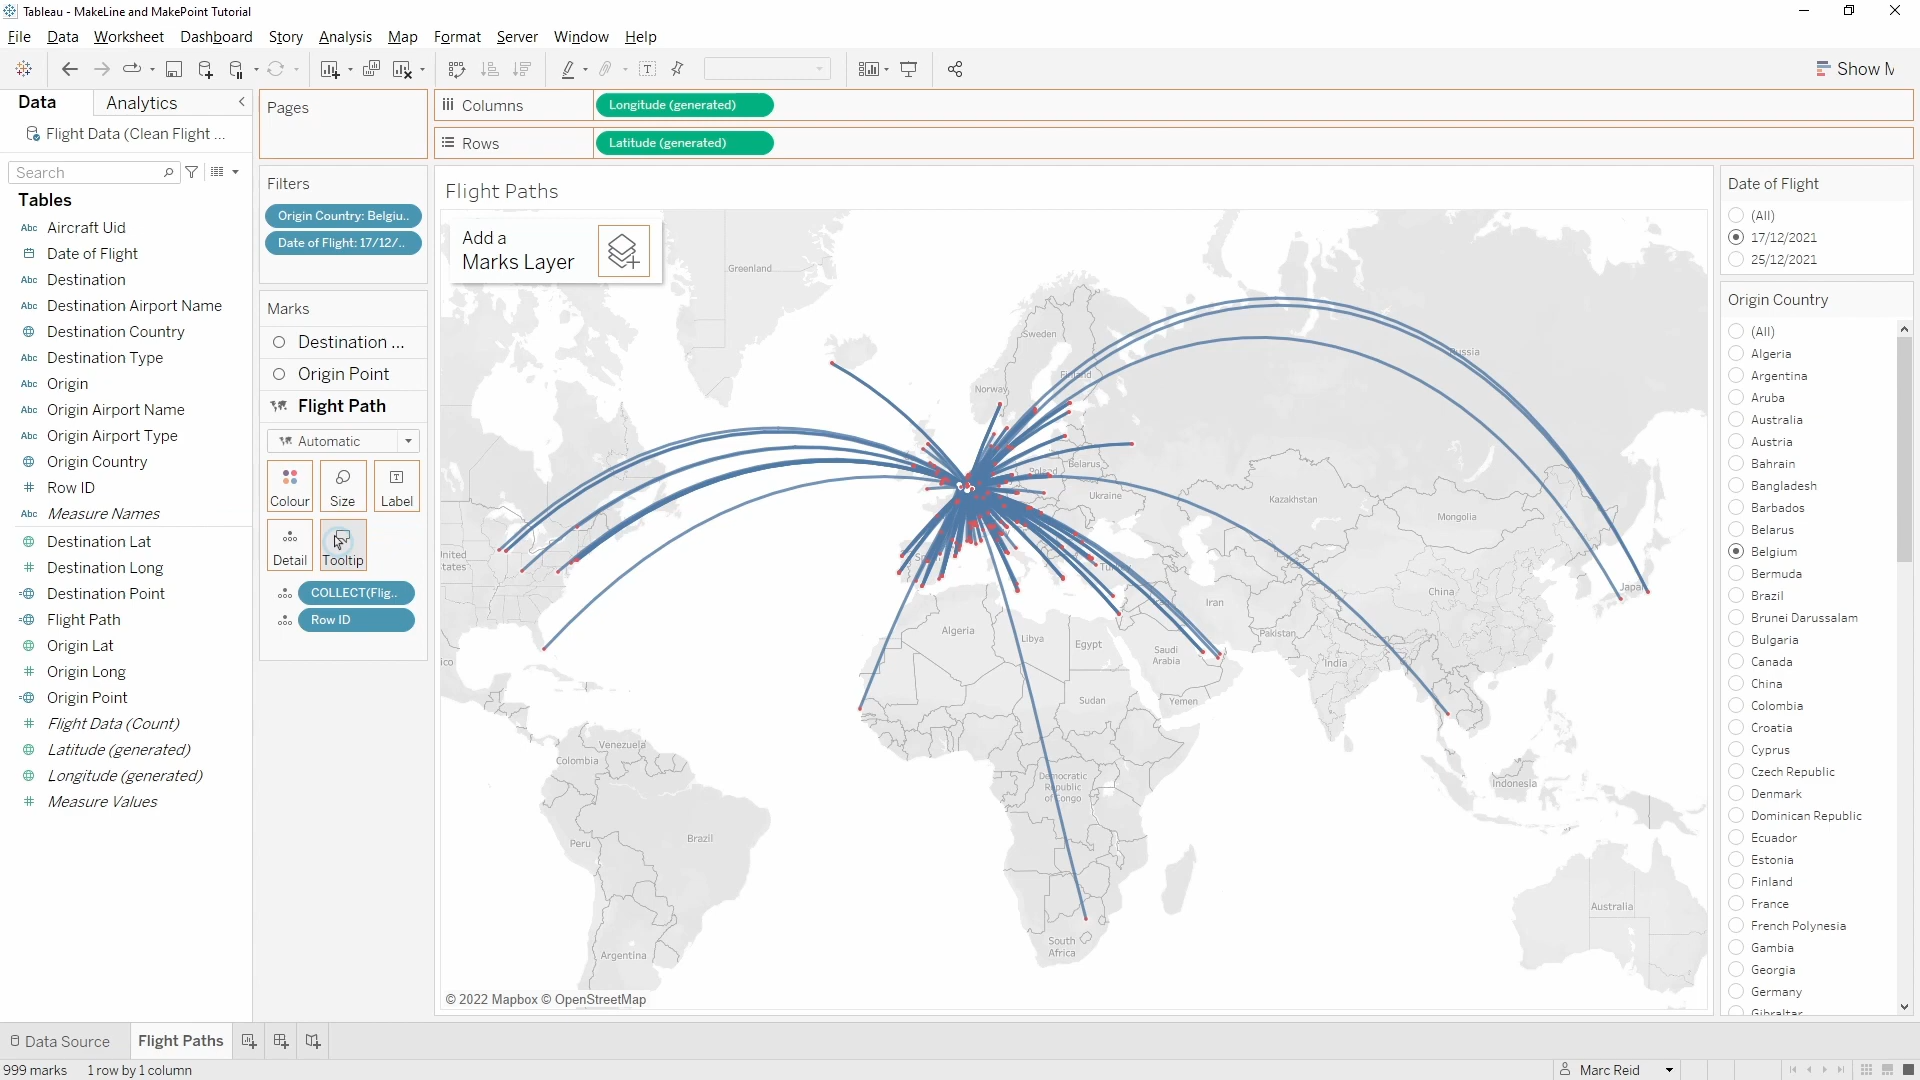 Tableau - MakeLine and MakePoint Tutorial
File Data Worksheet Dashboard Story Analysis Map Format Server Window Help
Show M
Data Analytics
Flight Data (Clean Flight ...
Search
Tables
Abc Aircraft Uid
Date of Flight
Abc Destination
Abc Destination Airport Name
Destination Country
Abc Destination Type
Abc Origin
Abc Origin Airport Name
Abc Origin Airport Type
Origin Country
# Row ID
Abc Measure Names
Destination Lat
# Destination Long
Destination Point
Flight Path
Origin Lat
# Origin Long
Origin Point
# Flight Data (Count)
Latitude (generated)
Longitude (generated)
# Measure Values
Pages
Filters
Origin Country: Belgiu..
Date of Flight: 17/12/..
Marks
Destination ...
Origin Point
Flight Path
Automatic
Colour Size Label
Detail Tooltip
COLLECT(Flig..
Row ID
Columns Longitude (generated)
Rows Latitude (generated)
Flight Paths
Add a
Marks Layer
Greenland
Sweden
Russia
Finland
Norway
Belarus
Poland
Ukraine
Kazakhstan
Mongolia
United
States
Japan
China
Iran
Algeria
Libya
Egypt
Saudi
Arabia
Pakistan
India
Sudan
Yemen
Venezuela
Colombia
Democratic
Republic
of Congo
Indonesia
Brazil
Peru
Australia
South
Africa
Argentina
© 2022 Mapbox © OpenStreetMap
Date of Flight
(All)
17/12/2021
25/12/2021
Origin Country
(All)
Algeria
Argentina
Aruba
Australia
Austria
Bahrain
Bangladesh
Barbados
Belarus
Belgium
Bermuda
Brazil
Brunei Darussalam
Bulgaria
Canada
China
Colombia
Croatia
Cyprus
Czech Republic
Denmark
Dominican Republic
Ecuador
Estonia
Finland
France
French Polynesia
Gambia
Georgia
Germany
Gibraltar
Data Source Flight Paths
999 marks 1 row by 1 column
Marc Reid